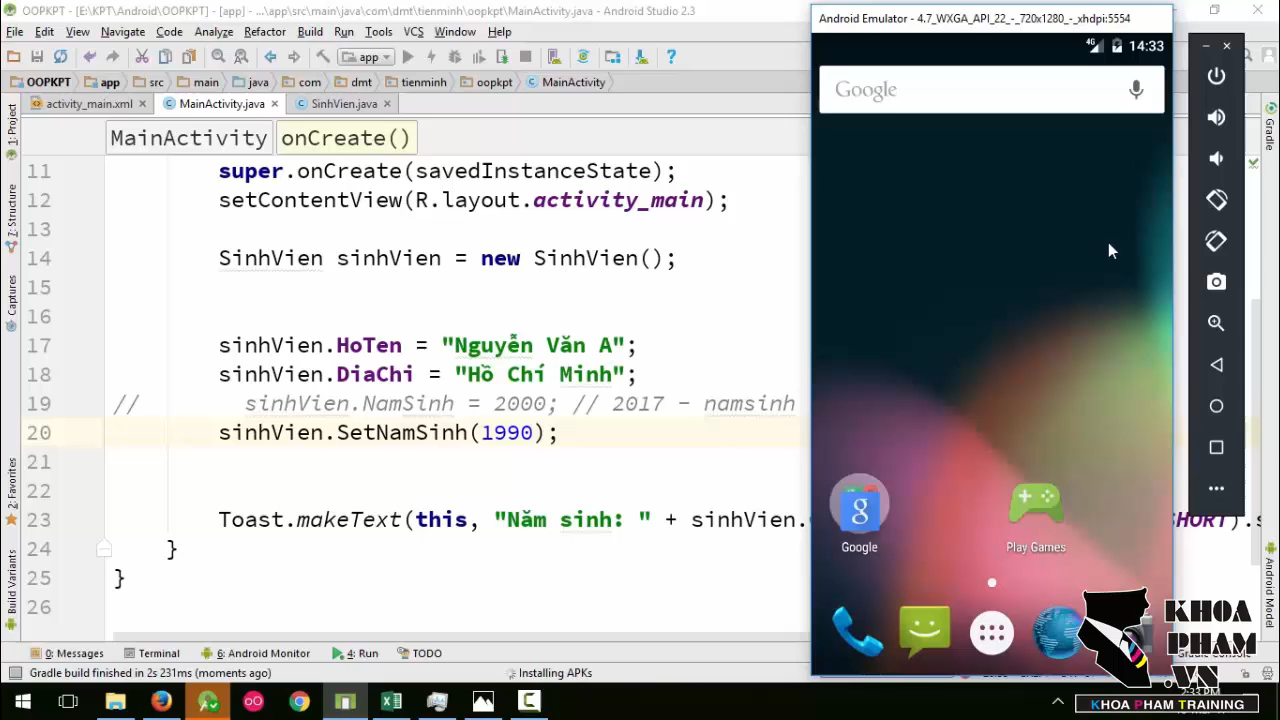 OOPKPT - [E:\KPT\Android\OOPKPT] - [app] - ...\app\src\main\java\com\dmt\tienminh\oopkpt\MainActivity.java - Android Studio 2.3
File Edit View Navigate Code Analyze Refactor Build Run Tools VCS Window Help
app
OOPKPT app src main java com dmt tienminh oopkpt MainActivity
activity_main.xml MainActivity.java SinhVien.java
MainActivity onCreate()
11 super.onCreate(savedInstanceState);
12 setContentView(R.layout.activity_main);
13
14 SinhVien sinhVien = new SinhVien();
15
16
17 sinhVien.HoTen = "Nguyễn Văn A";
18 sinhVien.DiaChi = "Hồ Chí Minh";
19 // sinhVien.NamSinh = 2000; // 2017 - namsinh
20 sinhVien.SetNamSinh(1990);
21
22
23 Toast.makeText(this, "Năm sinh: " + sinhVien.
24 }
25 }
26
SHORT).s
1: Project
7: Structure
Captures
2: Favorites
Build Variants
Gradle
Android Model
Android Emulator - 4.7_WXGA_API_22_-_720x1280_-_xhdpi:5554
4G 14:33
Google
Google
Play Games
0: Messages Terminal 6: Android Monitor 4: Run TODO
Gradle build finished in 2s 231ms (moments ago) Installing APKs
2:33 PM
KHOA
PHAM
.VN
KHOA PHAM TRAINING